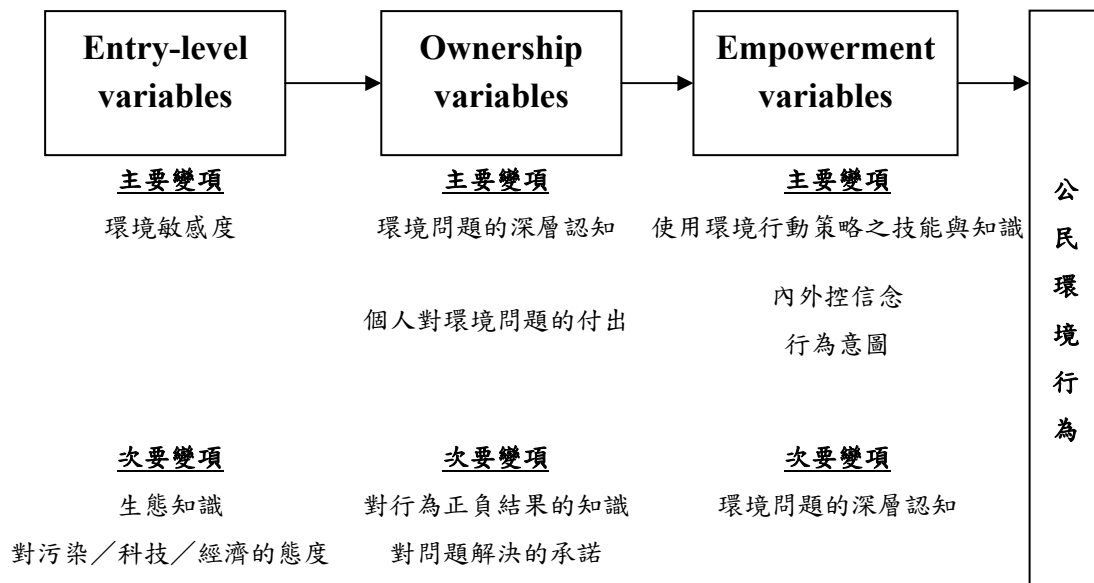 Entry-level
variables
Ownership
variables
Empowerment
variables
主要變項
環境敏感度
主要變項
環境問題的深層認知
個人對環境問題的付出
主要變項
使用環境行動策略之技能與知識
內外控信念
行為意圖
次要變項
生態知識
對污染／科技／經濟的態度
次要變項
對行為正負結果的知識
對問題解決的承諾
次要變項
環境問題的深層認知
公民環境行為